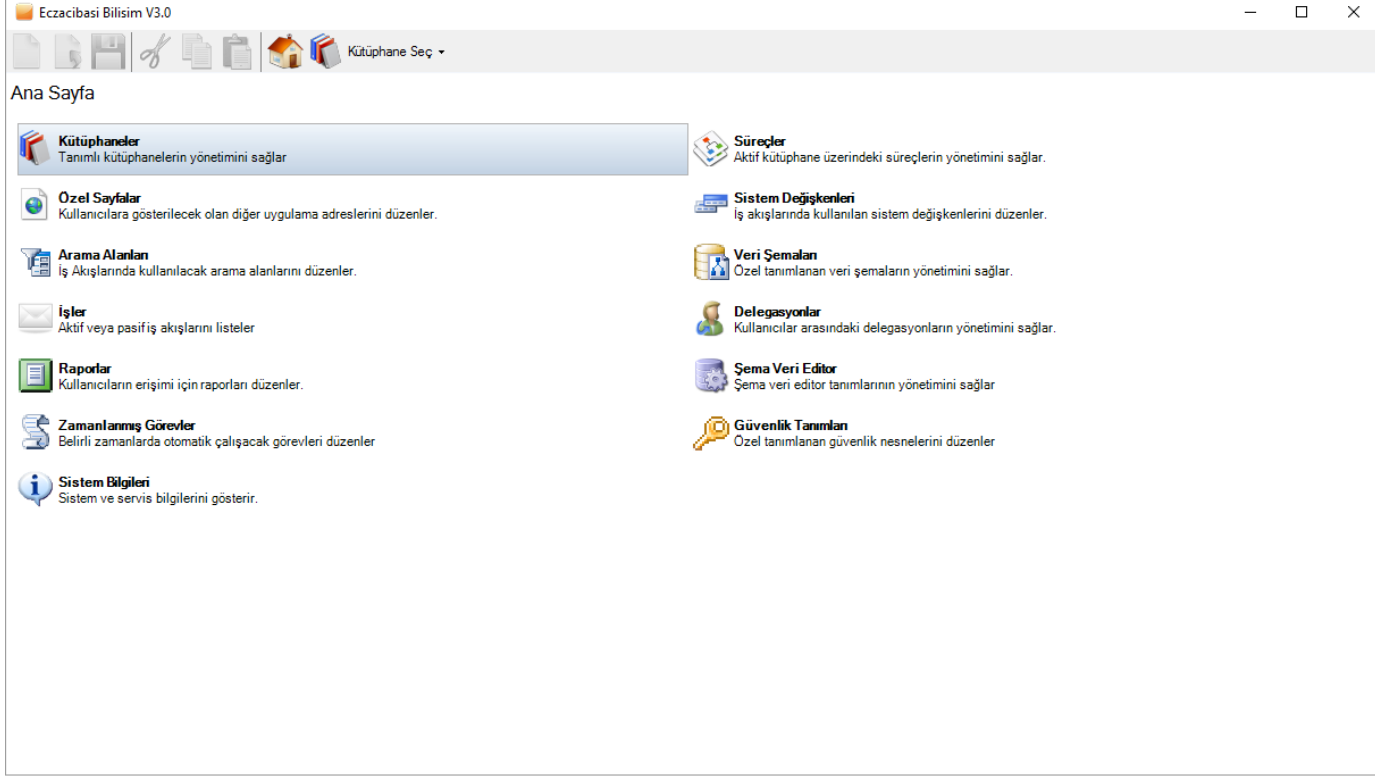 Eczacibasi Bilisim V3.0
Kütüphane Seç
Ana Sayfa
Kütüphaneler
Tanımlı kütüphanelerin yönetimini sağlar
Süreçler
Aktif kütüphane üzerindeki süreçlerin yönetimini sağlar.
Özel Sayfalar
Kullanıcılara gösterilecek olan diğer uygulama adreslerini düzenler.
Sistem Değişkenleri
İş akışlarında kullanılan sistem değişkenlerini düzenler.
Arama Alanları
İş Akışlarında kullanılacak arama alanlarını düzenler.
Veri Şemaları
Özel tanımlanan veri şemaların yönetimini sağlar.
İşler
Aktif veya pasif iş akışlarını listeler
Delegasyonlar
Kullanıcılar arasındaki delegasyonların yönetimini sağlar.
Raporlar
Kullanıcıların erişimi için raporları düzenler.
Şema Veri Editor
Şema veri editor tanımlarının yönetimini sağlar
Zamanlanmış Görevler
Belirli zamanlarda otomatik çalışacak görevleri düzenler
Güvenlik Tanımları
Özel tanımlanan güvenlik nesnelerini düzenler
Sistem Bilgileri
Sistem ve servis bilgilerini gösterir.